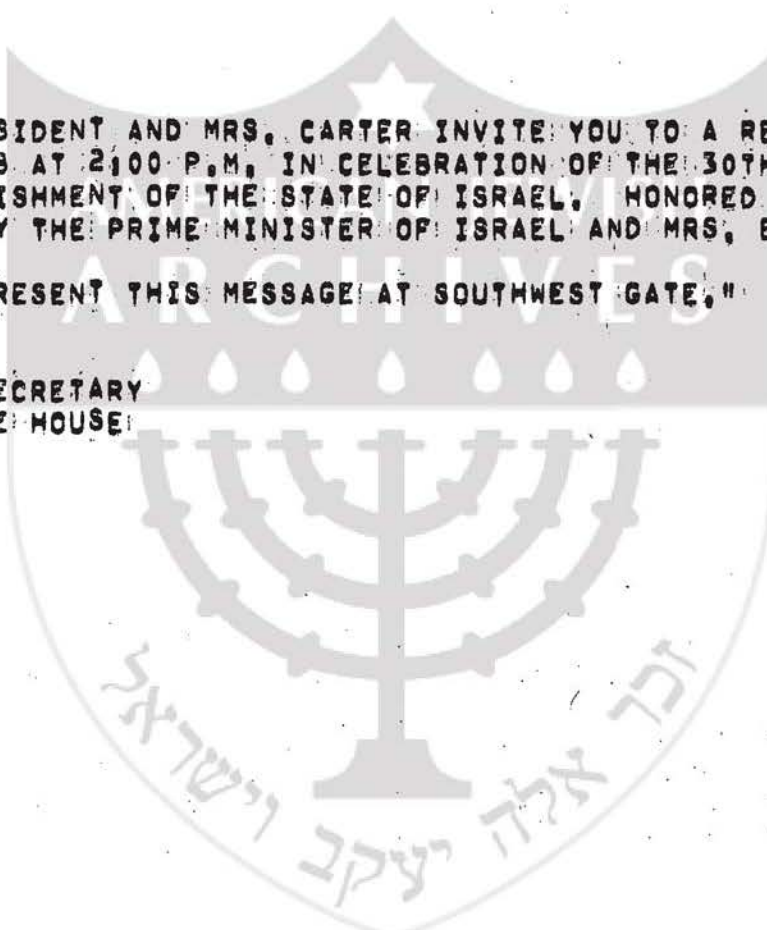 SIDENT AND MRS. CARTER INVITE YOU TO A RE
S AT 2:00 P.M. IN CELEBRATION OF THE 30TH
ISHMENT OF THE STATE OF ISRAEL. HONORED
Y THE PRIME MINISTER OF ISRAEL AND MRS. B
AMERICAN JEWISH
RESENT THIS MESSAGE AT SOUTHWEST GATE."
ARCHIVES
ECRETARY
E HOUSE
זכר אלה יעקב וישראל